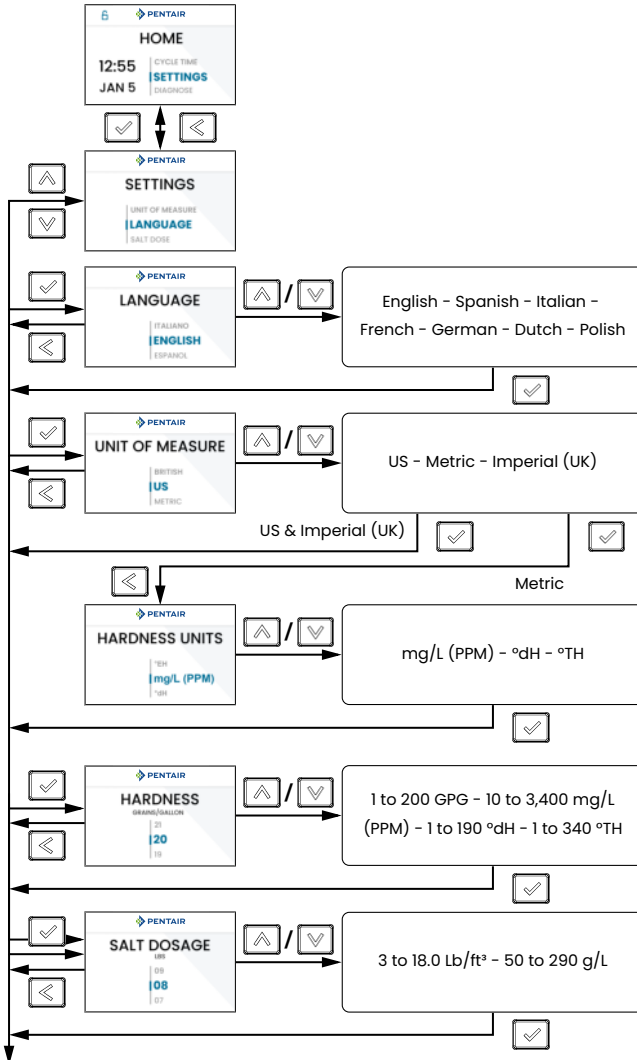 PENTAIR
HOME
12:55
JAN 5
CYCLE TIME
SETTINGS
DIAGNOSE
PENTAIR
SETTINGS
UNIT OF MEASURE
LANGUAGE
SALT DOSE
PENTAIR
LANGUAGE
ITALIANO
ENGLISH
ESPANOL
/
English - Spanish - Italian -
French - German - Dutch - Polish
PENTAIR
UNIT OF MEASURE
BRITISH
US
METRIC
/
US - Metric - Imperial (UK)
US & Imperial (UK)
Metric
PENTAIR
HARDNESS UNITS
°EH
mg/L (PPM)
°dH
/
mg/L (PPM) - °dH - °TH
PENTAIR
HARDNESS
GRAINS/GALLON
21
20
19
/
1 to 200 GPG - 10 to 3,400 mg/L
(PPM) - 1 to 190 °dH - 1 to 340 °TH
PENTAIR
SALT DOSAGE
LBS
09
08
07
/
3 to 18.0 Lb/ft³ - 50 to 290 g/L